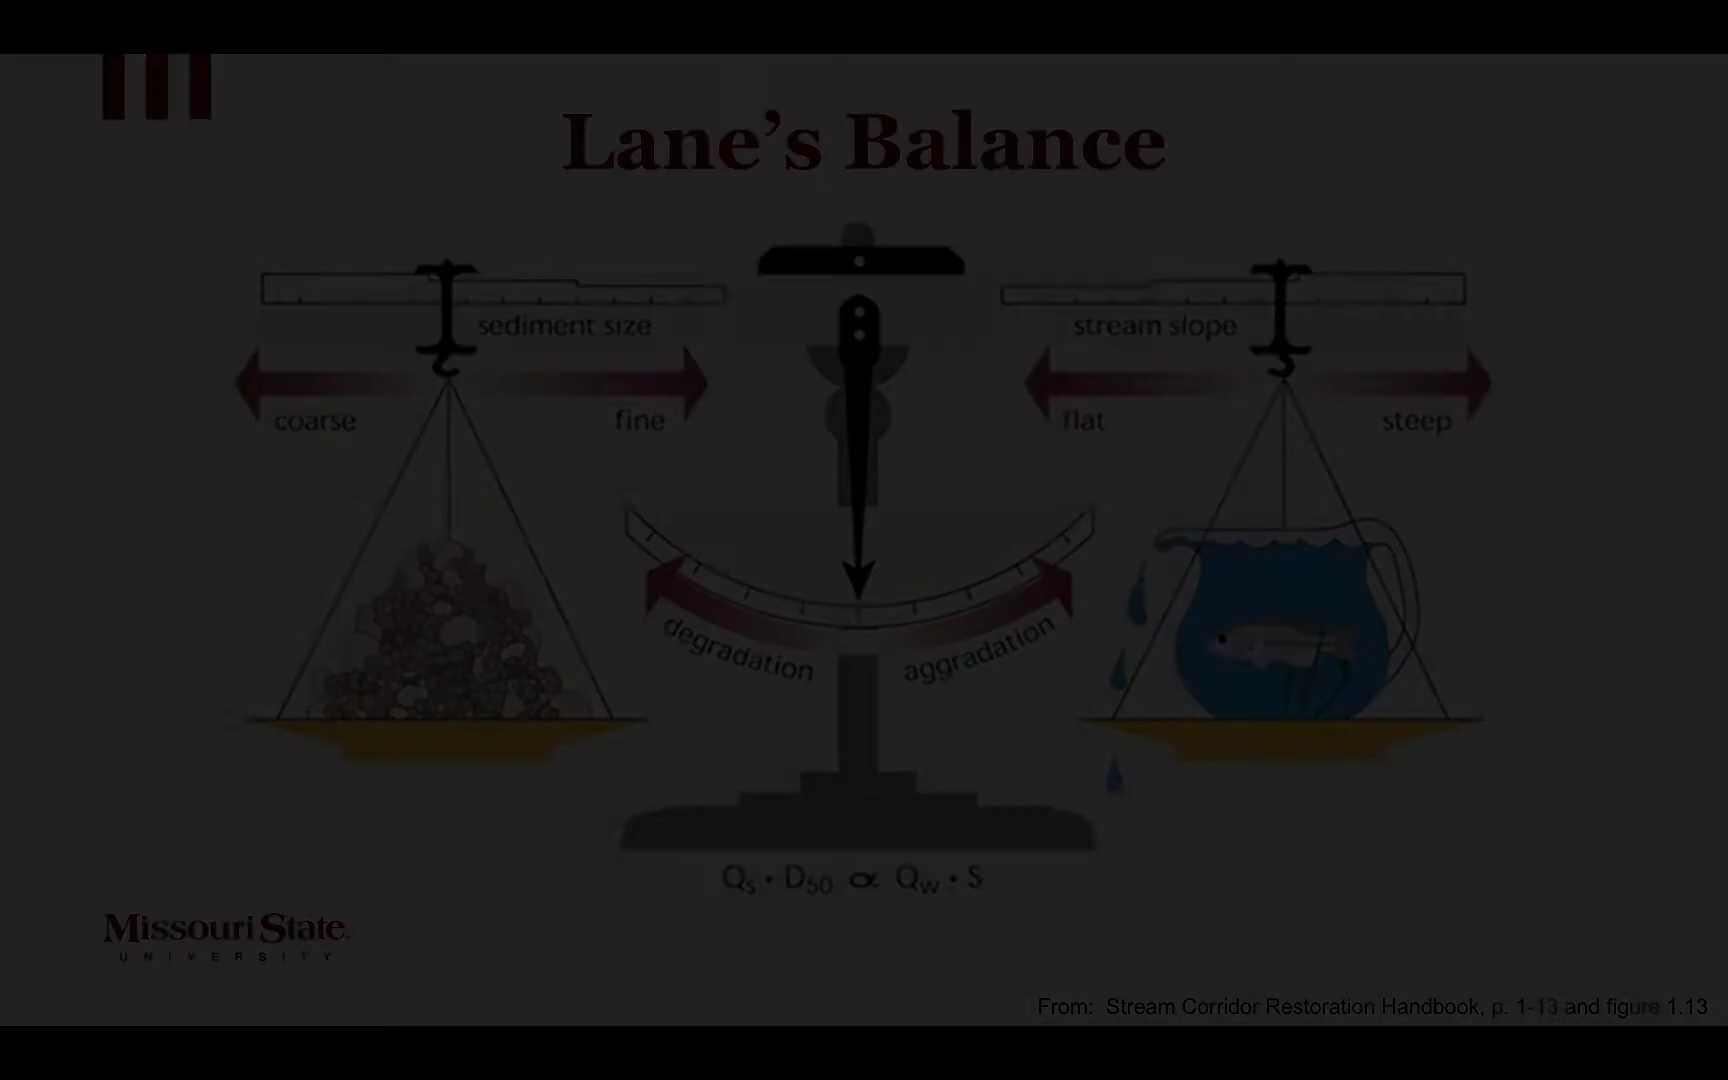 Lane’s Balance
sediment size
stream slope
coarse
fine
flat
steep
degradation
aggradation
Qs • D50 ∝ Qw • S
Missouri State.
UNIVERSITY
From:  Stream Corridor Restoration Handbook, p. 1-13 and figure 1.13